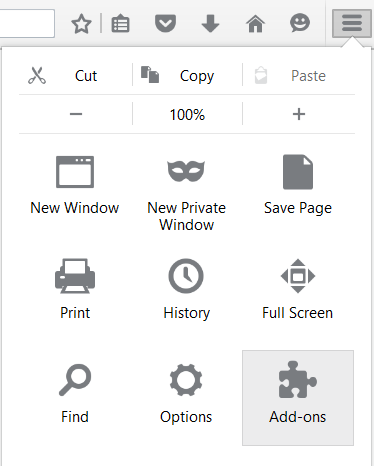 Cut Copy Paste
100%
New Window New Private Save Page
Window
Print History Full Screen
Find Options Add-ons